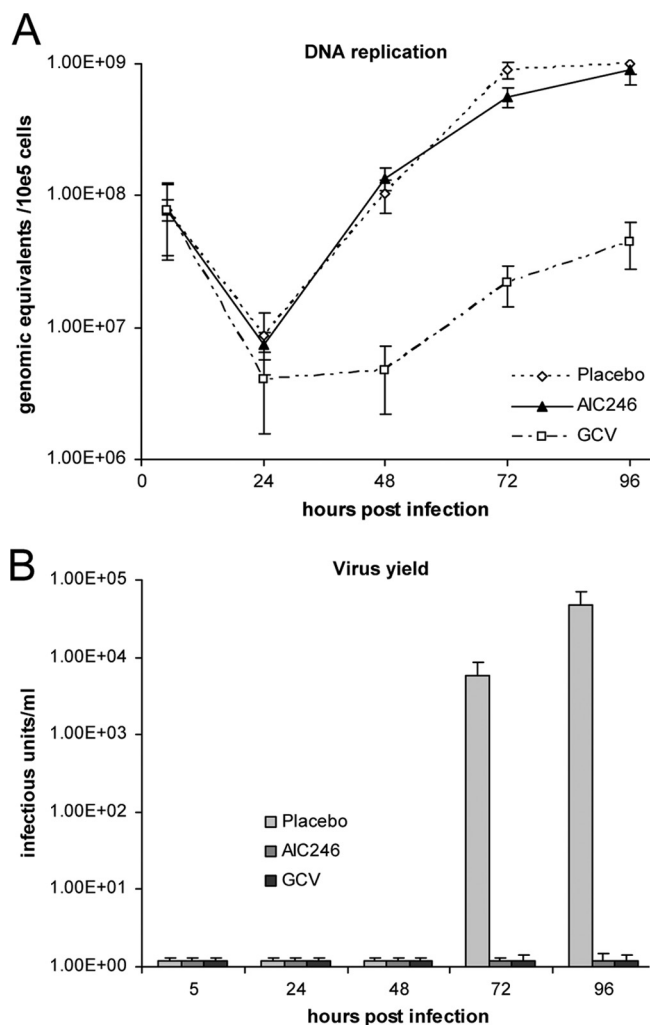 A
DNA replication
genomic equivalents /10e5 cells
1.00E+09
1.00E+08
1.00E+07
1.00E+06
Placebo
AIC246
GCV
0 24 48 72 96
hours post infection
B
Virus yield
infectious units/ml
1.00E+05
1.00E+04
1.00E+03
1.00E+02
1.00E+01
1.00E+00
Placebo
AIC246
GCV
5 24 48 72 96
hours post infection